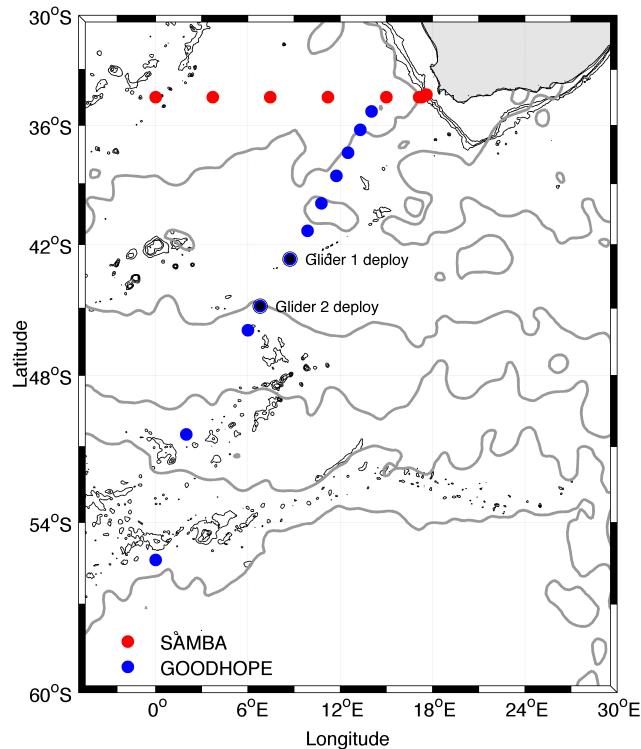 30°S
36°S
42°S
48°S
54°S
60°S
Latitude
Glider 1 deploy
Glider 2 deploy
SAMBA
GOODHOPE
0°
6°E
12°E
18°E
24°E
30°E
Longitude